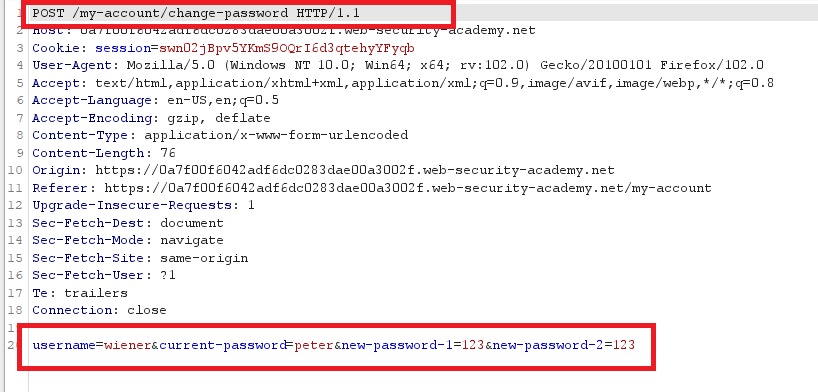 1 POST /my-account/change-password HTTP/1.1
2 Host: 0a7f00f6042adf6dc0283dae00a3002f.web-security-academy.net
3 Cookie: session=swn02jBpv5YKmS9OQrI6d3qtehyYFyqb
4 User-Agent: Mozilla/5.0 (Windows NT 10.0; Win64; x64; rv:102.0) Gecko/20100101 Firefox/102.0
5 Accept: text/html,application/xhtml+xml,application/xml;q=0.9,image/avif,image/webp,*/*;q=0.8
6 Accept-Language: en-US,en;q=0.5
7 Accept-Encoding: gzip, deflate
8 Content-Type: application/x-www-form-urlencoded
9 Content-Length: 76
10 Origin: https://0a7f00f6042adf6dc0283dae00a3002f.web-security-academy.net
11 Referer: https://0a7f00f6042adf6dc0283dae00a3002f.web-security-academy.net/my-account
12 Upgrade-Insecure-Requests: 1
13 Sec-Fetch-Dest: document
14 Sec-Fetch-Mode: navigate
15 Sec-Fetch-Site: same-origin
16 Sec-Fetch-User: ?1
17 Te: trailers
18 Connection: close
19
20 username=wiener&current-password=peter&new-password-1=123&new-password-2=123